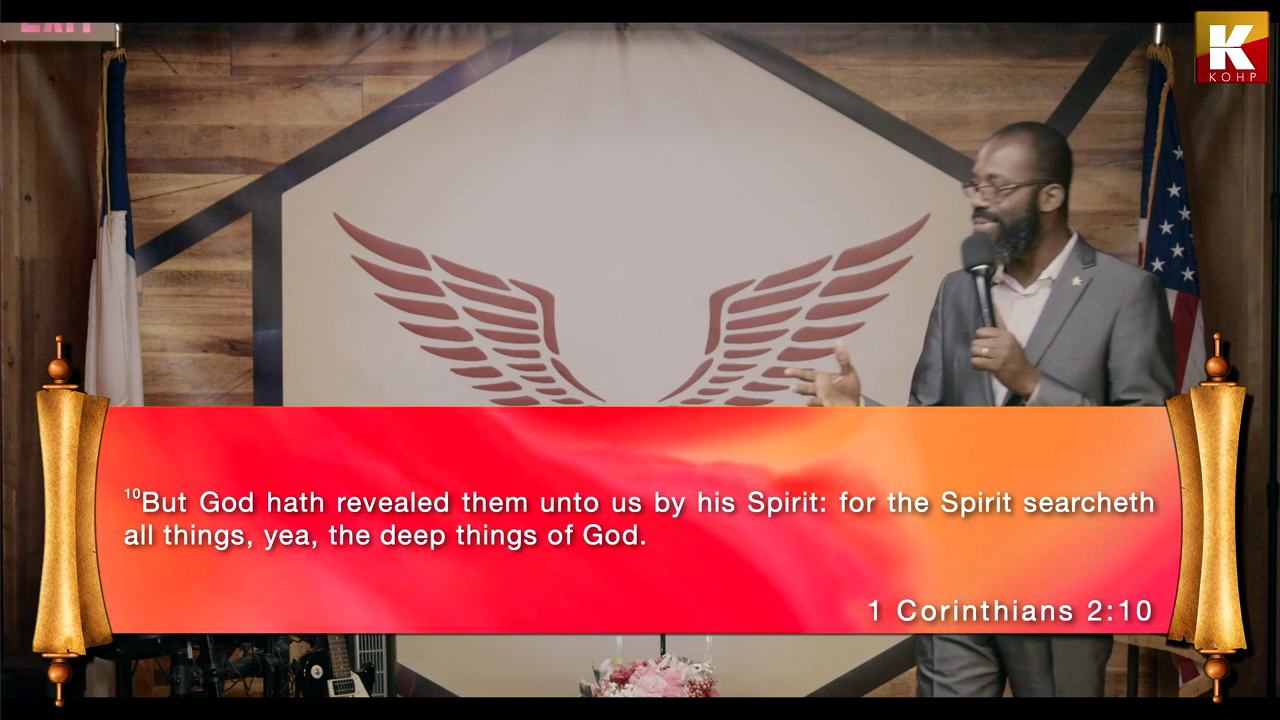 EXIT
K
KOHP
¹⁰But God hath revealed them unto us by his Spirit: for the Spirit searcheth
all things, yea, the deep things of God.
1 Corinthians 2:10